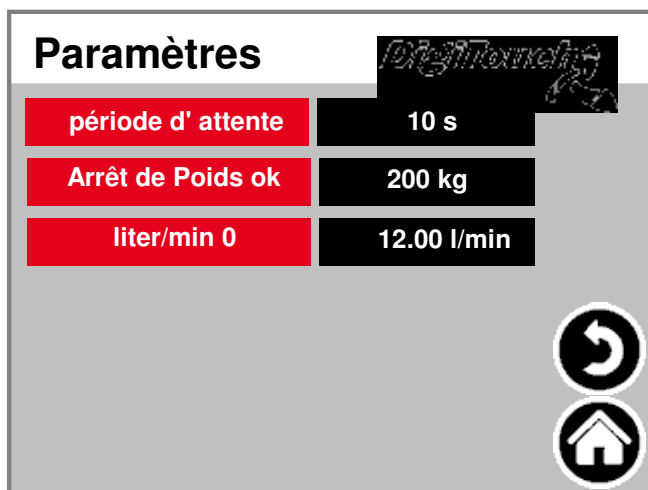 Paramètres
DigiTouch
période d' attente
10 s
Arrêt de Poids ok
200 kg
liter/min 0
12.00 l/min